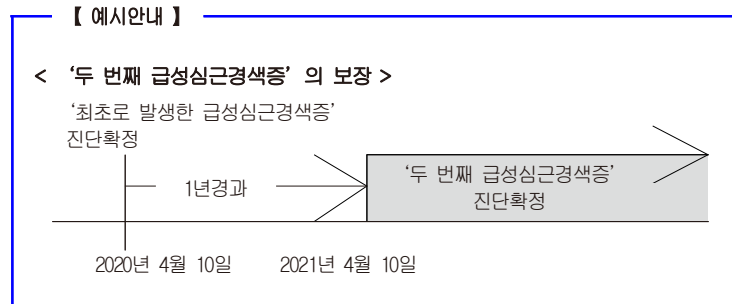 【 예시안내 】
< ‘두 번째 급성심근경색증’ 의 보장 >
‘최초로 발생한 급성심근경색증’
진단확정
1년경과
‘두 번째 급성심근경색증’
진단확정
2020년 4월 10일 2021년 4월 10일